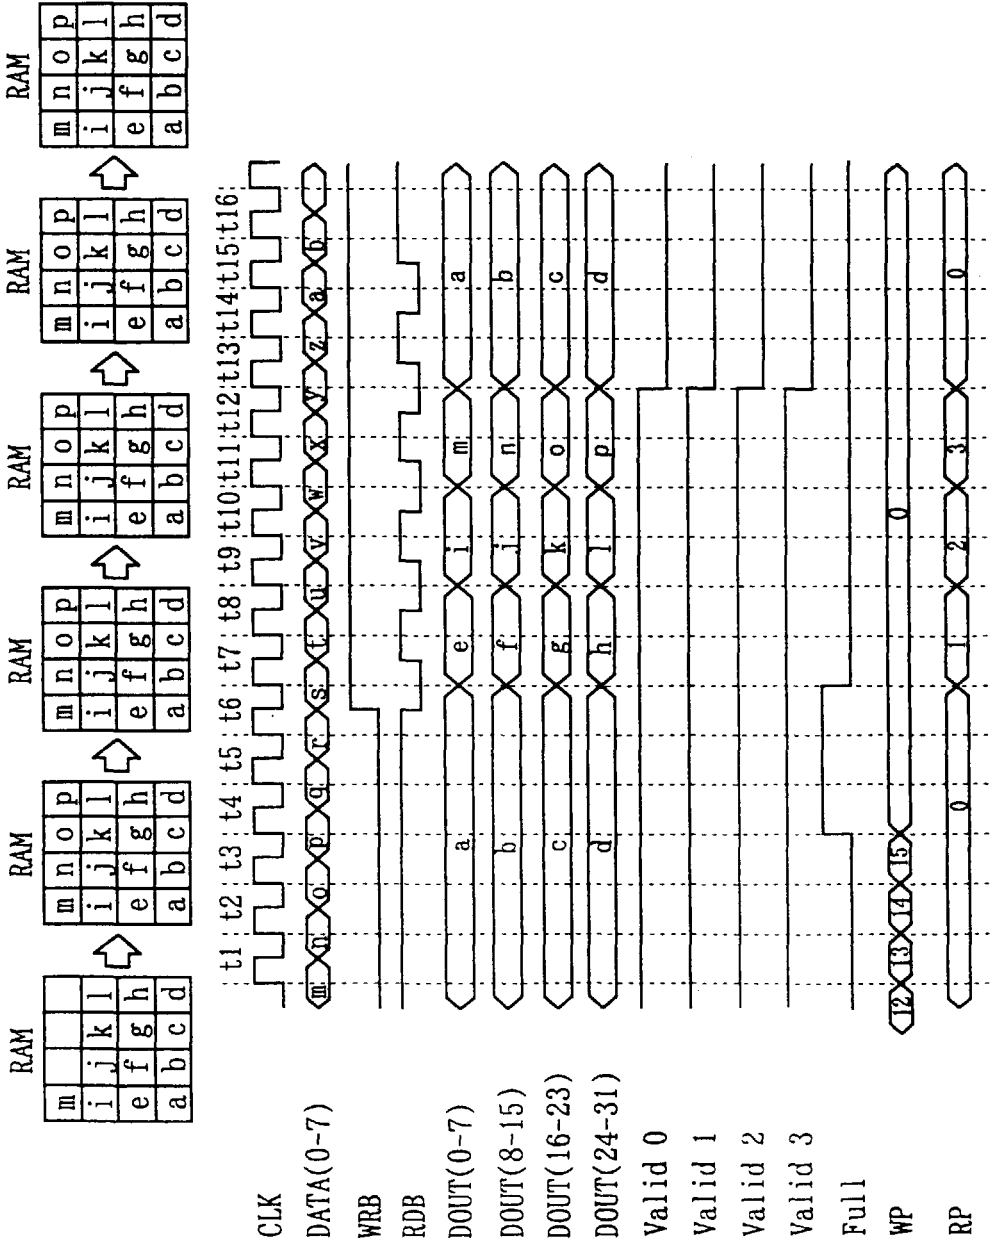 RAM RAM RAM RAM RAM RAM
m
i j k l
e f g h
a b c d
m n o p
i j k l
e f g h
a b c d
m n o p
i j k l
e f g h
a b c d
m n o p
i j k l
e f g h
a b c d
m n o p
i j k l
e f g h
a b c d
m n o p
i j k l
e f g h
a b c d
t1 t2 t3 t4 t5 t6 t7 t8 t9 t10 t11 t12 t13 t14 t15 t16
CLK
DATA(0-7) m n o p q r s t u v w x y z a b
WRB
RDB
DOUT(0-7) a e i m a
DOUT(8-15) b f j n b
DOUT(16-23) c g k o c
DOUT(24-31) d h l p d
Valid 0
Valid 1
Valid 2
Valid 3
Full
WP 12 13 14 15 0
RP 0 1 2 3 0